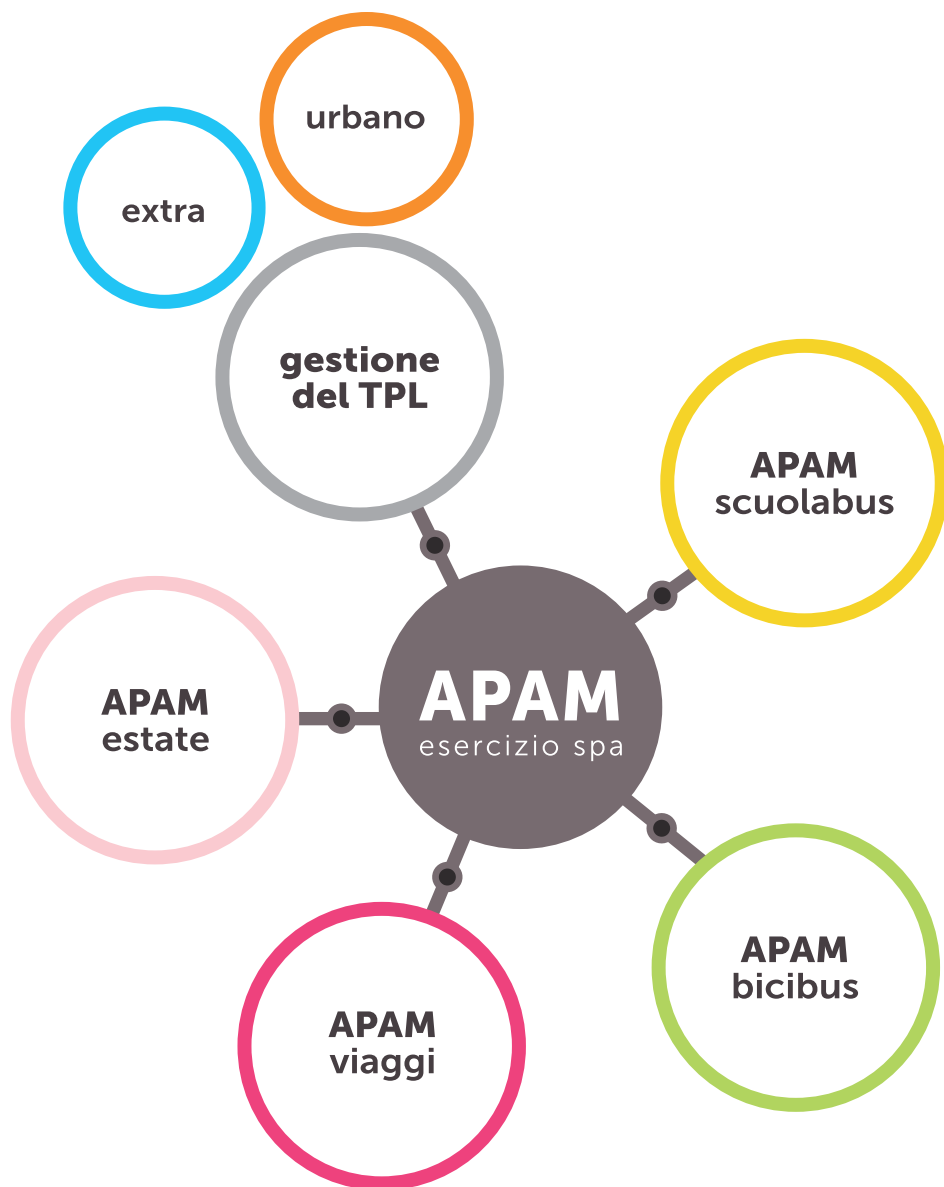 urbano
extra
gestione
del TPL
APAM
scuolabus
APAM
esercizio spa
APAM
estate
APAM
bicibus
APAM
viaggi